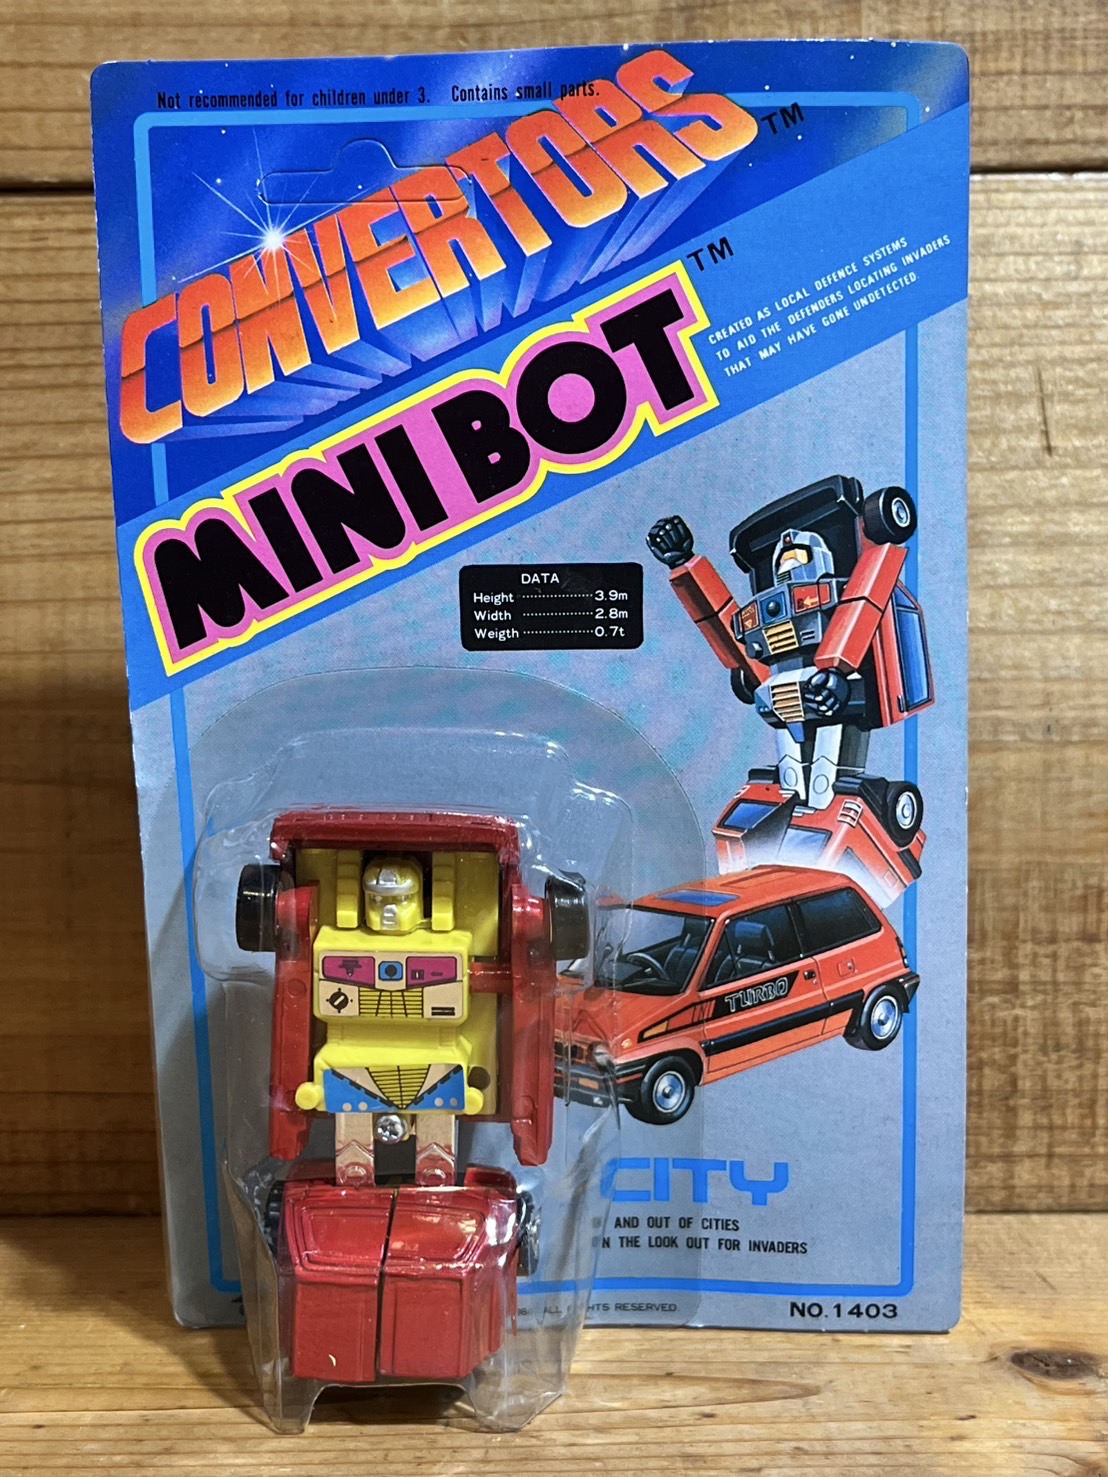 Not recommended for children under 3. Contains small parts.
CONVERTORS™
MINI BOT™
CREATED AS LOCAL DEFENCE SYSTEMS
TO AID THE DEFENDERS LOCATING INVADERS
THAT MAY HAVE GONE UNDETECTED.
DATA
Height ··············3.9m
Width ··············2.8m
Weigth ··············0.7t
TURBO
CITY
AND OUT OF CITIES
THE LOOK OUT FOR INVADERS
ALL RESERVED.
NO.1403